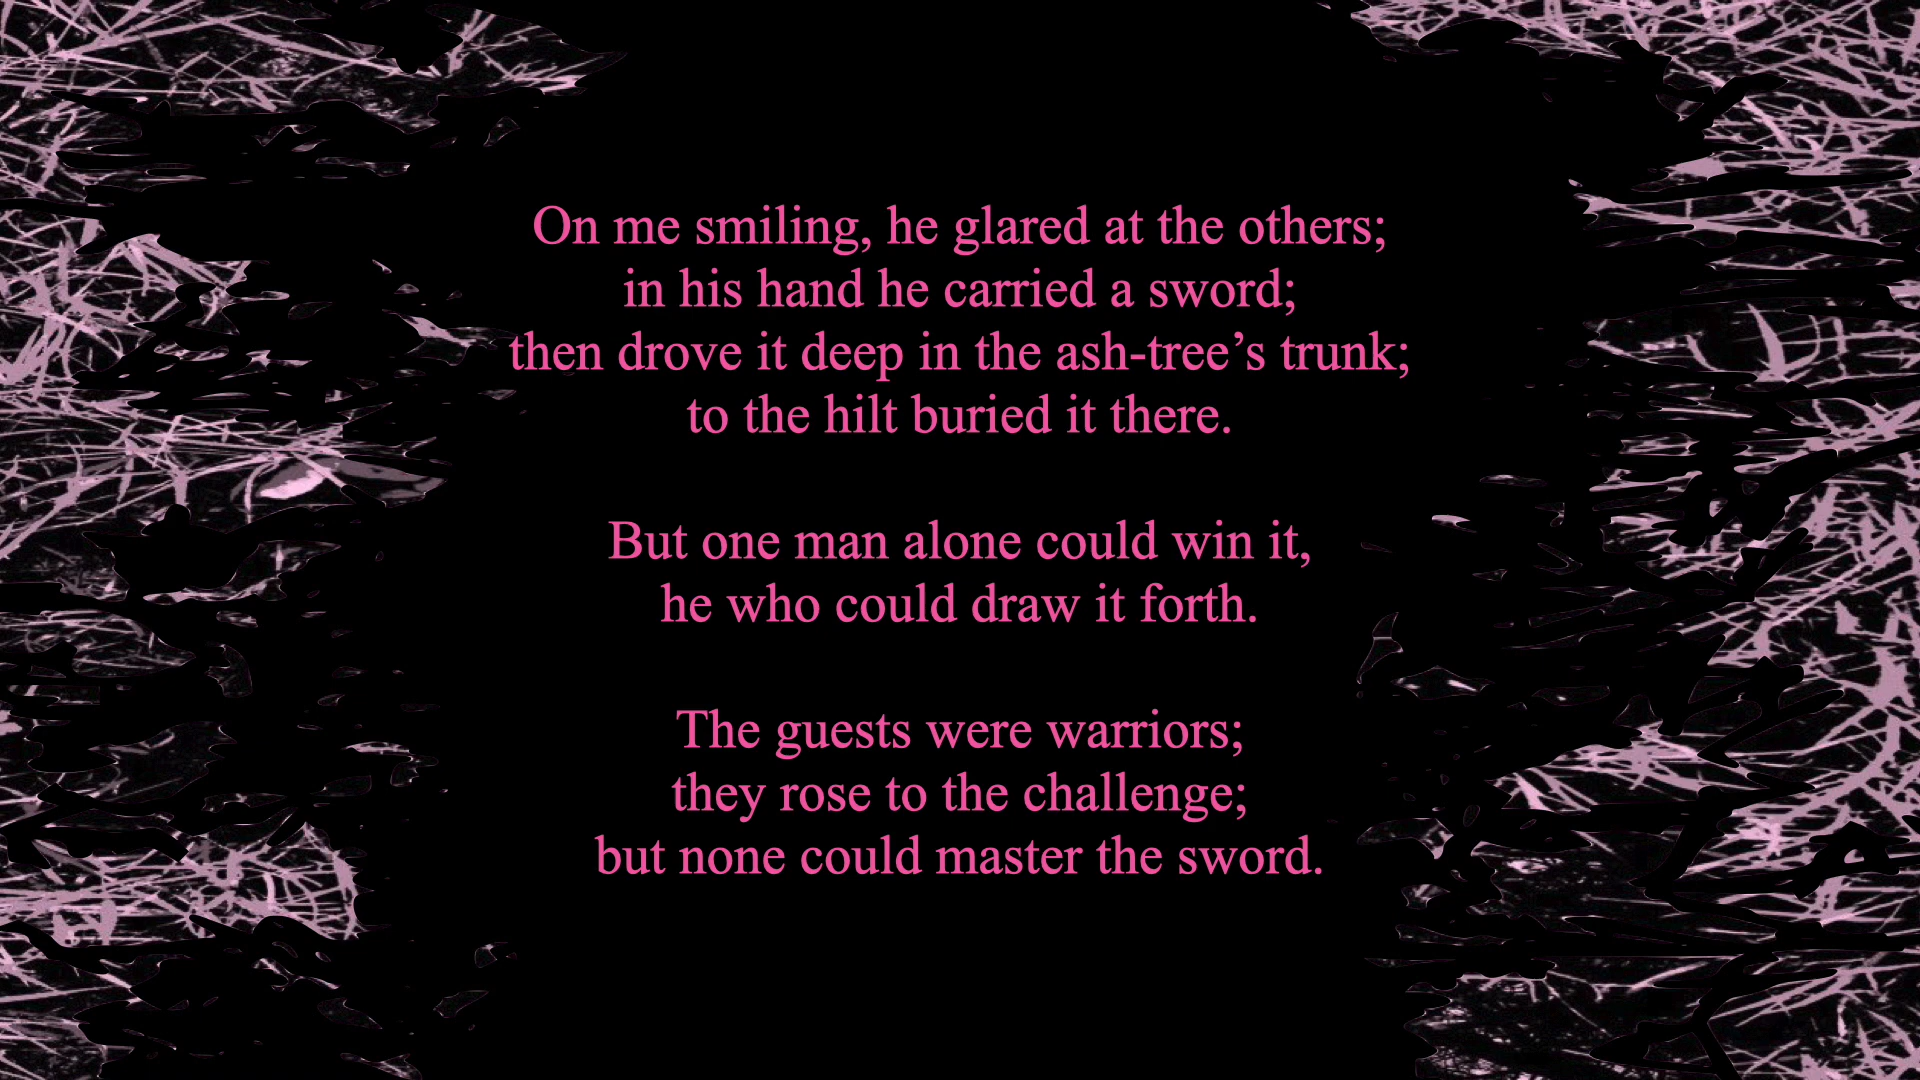 On me smiling, he glared at the others;
in his hand he carried a sword;
then drove it deep in the ash-tree’s trunk;
to the hilt buried it there.
But one man alone could win it,
he who could draw it forth.
The guests were warriors;
they rose to the challenge;
but none could master the sword.